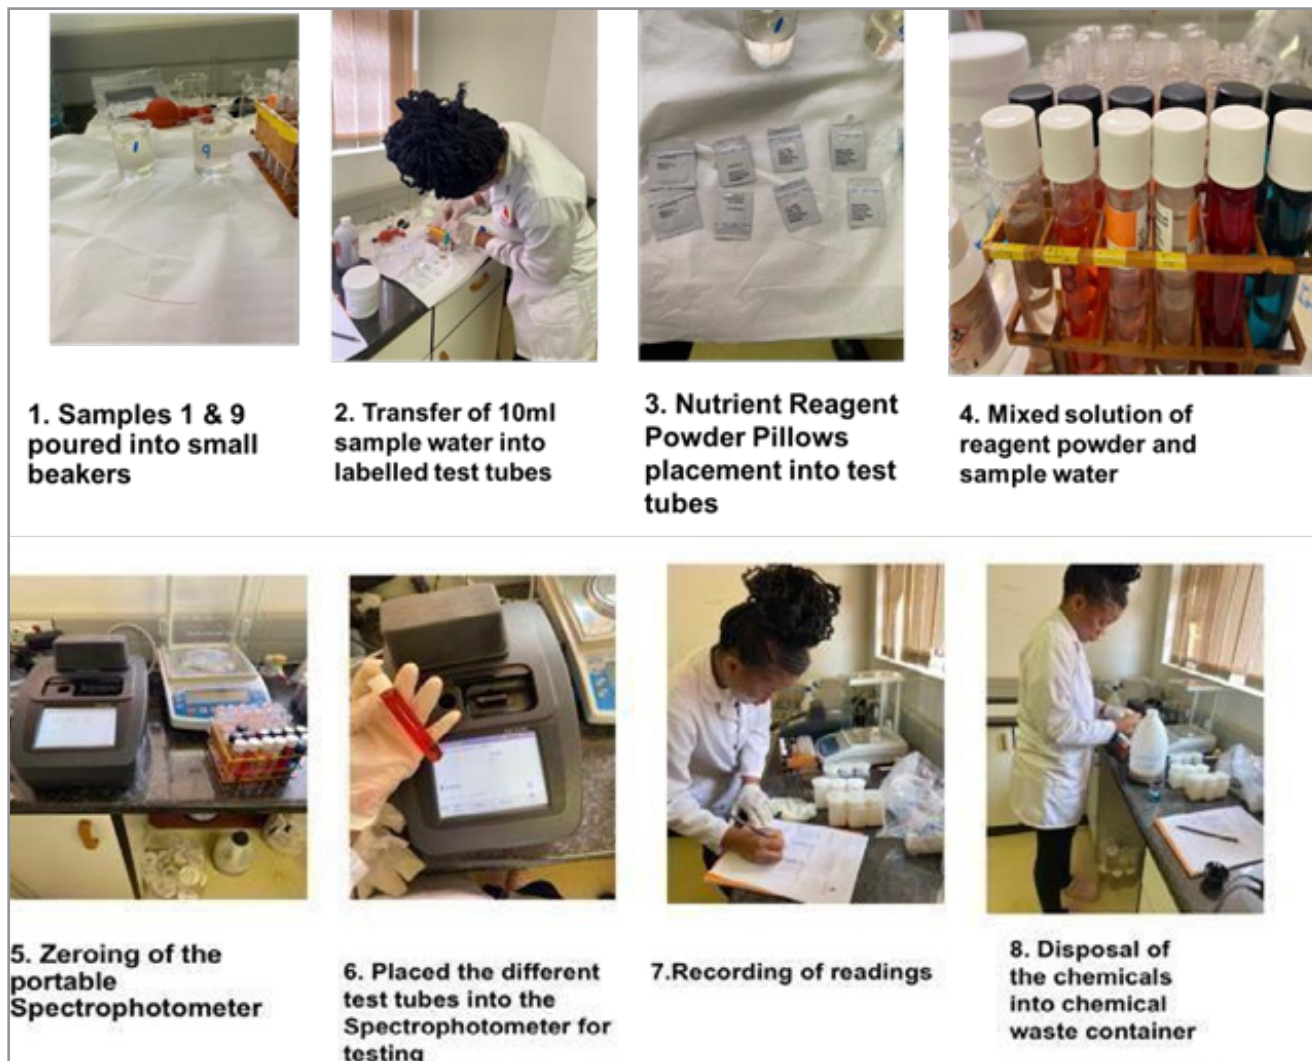 1. Samples 1 & 9
poured into small
beakers
2. Transfer of 10ml
sample water into
labelled test tubes
3. Nutrient Reagent
Powder Pillows
placement into test
tubes
4. Mixed solution of
reagent powder and
sample water
5. Zeroing of the
portable
Spectrophotometer
6. Placed the different
test tubes into the
Spectrophotometer for
testing
7.Recording of readings
8. Disposal of
the chemicals
into chemical
waste container